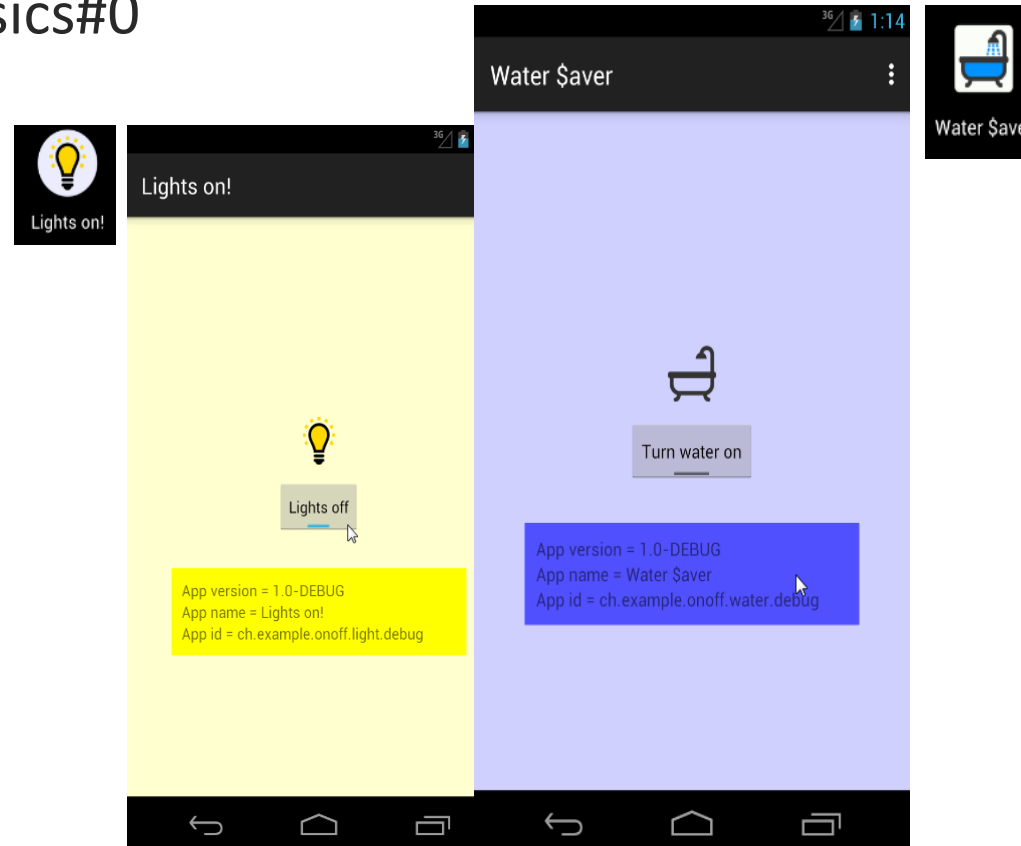 sics#0
Lights on!
3G
Lights on!
Lights off
App version = 1.0-DEBUG
App name = Lights on!
App id = ch.example.onoff.light.debug
3G 1:14
Water $aver
Turn water on
App version = 1.0-DEBUG
App name = Water $aver
App id = ch.example.onoff.water.debug
Water $ave